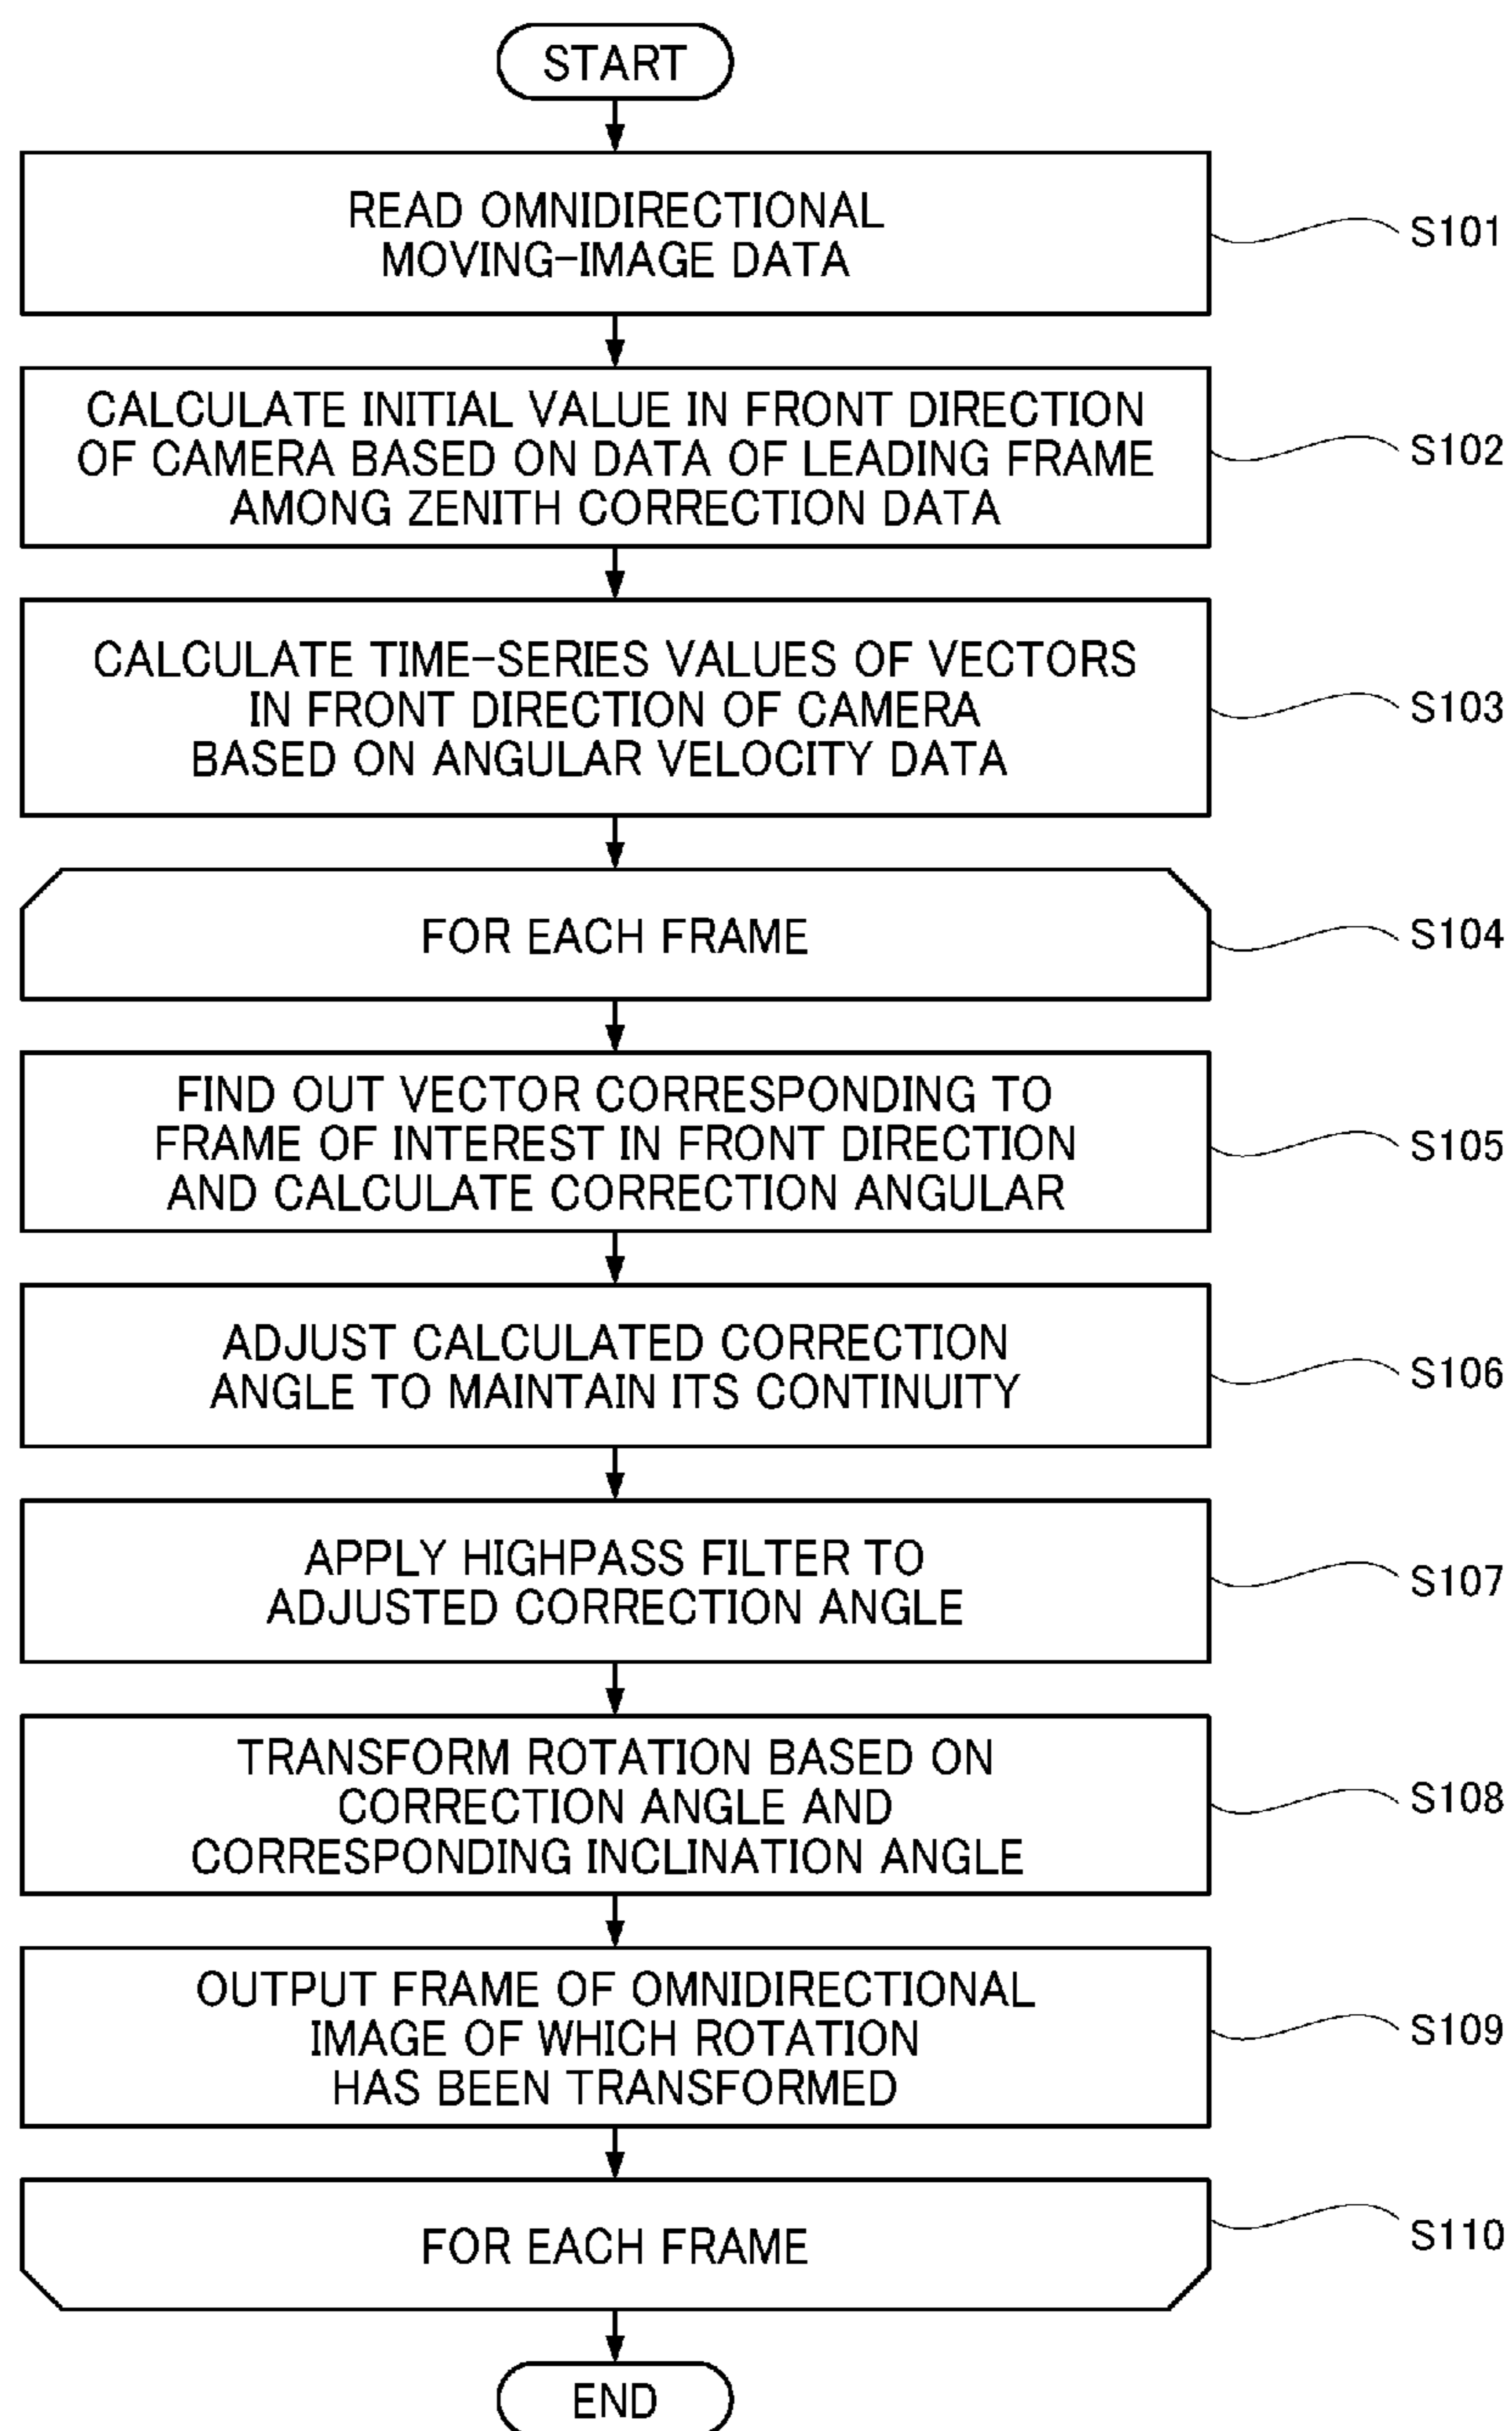 START
READ OMNIDIRECTIONAL
MOVING-IMAGE DATA
S101
CALCULATE INITIAL VALUE IN FRONT DIRECTION
OF CAMERA BASED ON DATA OF LEADING FRAME
AMONG ZENITH CORRECTION DATA
S102
CALCULATE TIME-SERIES VALUES OF VECTORS
IN FRONT DIRECTION OF CAMERA
BASED ON ANGULAR VELOCITY DATA
S103
FOR EACH FRAME
S104
FIND OUT VECTOR CORRESPONDING TO
FRAME OF INTEREST IN FRONT DIRECTION
AND CALCULATE CORRECTION ANGULAR
S105
ADJUST CALCULATED CORRECTION
ANGLE TO MAINTAIN ITS CONTINUITY
S106
APPLY HIGHPASS FILTER TO
ADJUSTED CORRECTION ANGLE
S107
TRANSFORM ROTATION BASED ON
CORRECTION ANGLE AND
CORRESPONDING INCLINATION ANGLE
S108
OUTPUT FRAME OF OMNIDIRECTIONAL
IMAGE OF WHICH ROTATION
HAS BEEN TRANSFORMED
S109
FOR EACH FRAME
S110
END